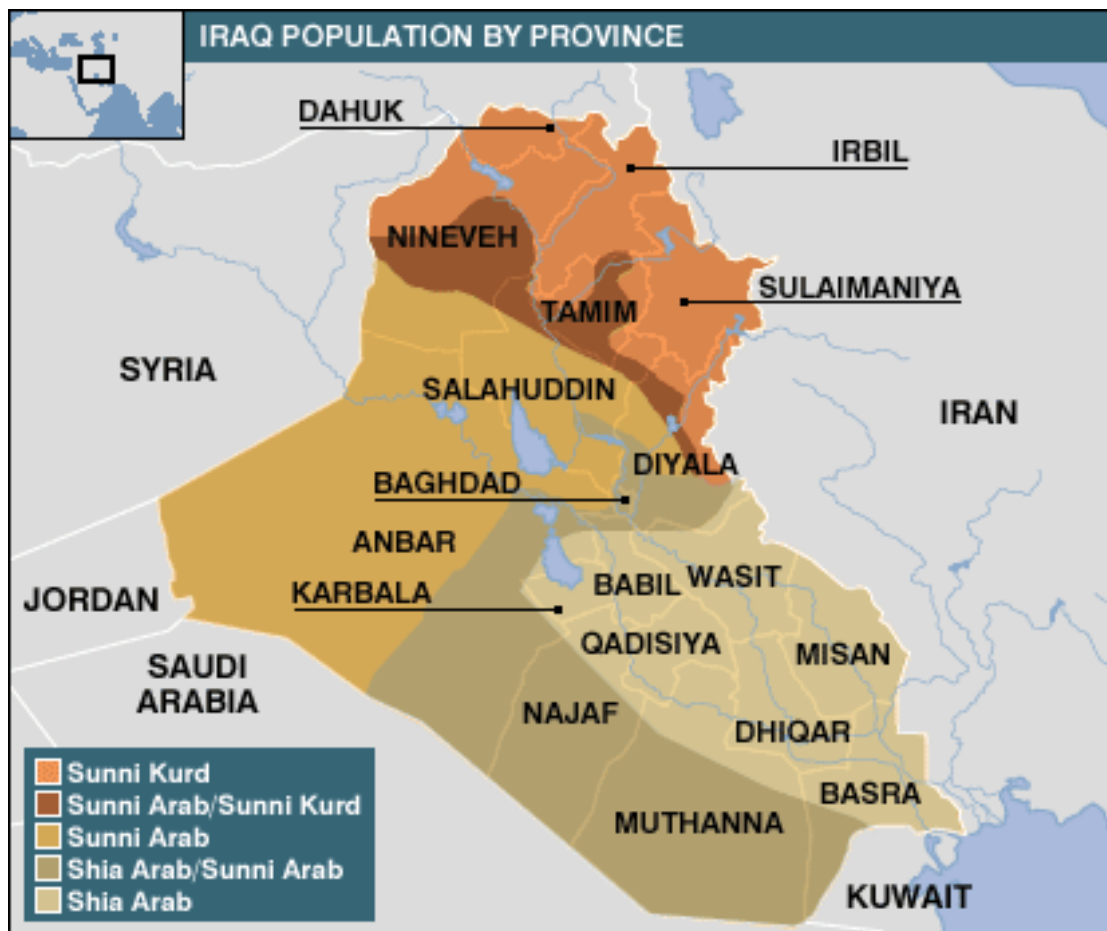 IRAQ POPULATION BY PROVINCE
DAHUK
IRBIL
NINEVEH
SULAIMANIYA
TAMIM
SYRIA
SALAHUDDIN
IRAN
DIYALA
BAGHDAD
ANBAR
KARBALA
BABIL
WASIT
JORDAN
QADISIYA
MISAN
SAUDI
ARABIA
NAJAF
DHIQAR
BASRA
MUTHANNA
KUWAIT
Sunni Kurd
Sunni Arab/Sunni Kurd
Sunni Arab
Shia Arab/Sunni Arab
Shia Arab